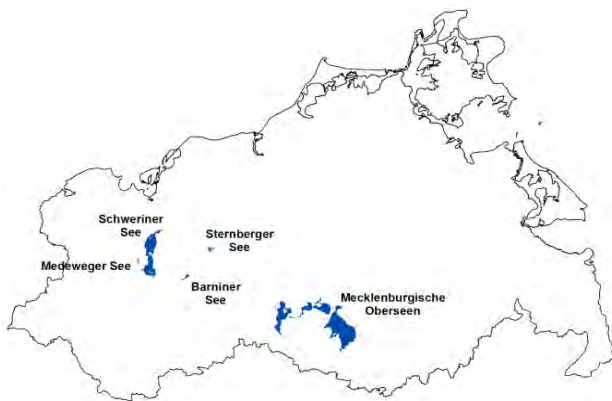 Schweriner
See
Sternberger
See
Medeweger See
Barniner
See
Mecklenburgische
Oberseen